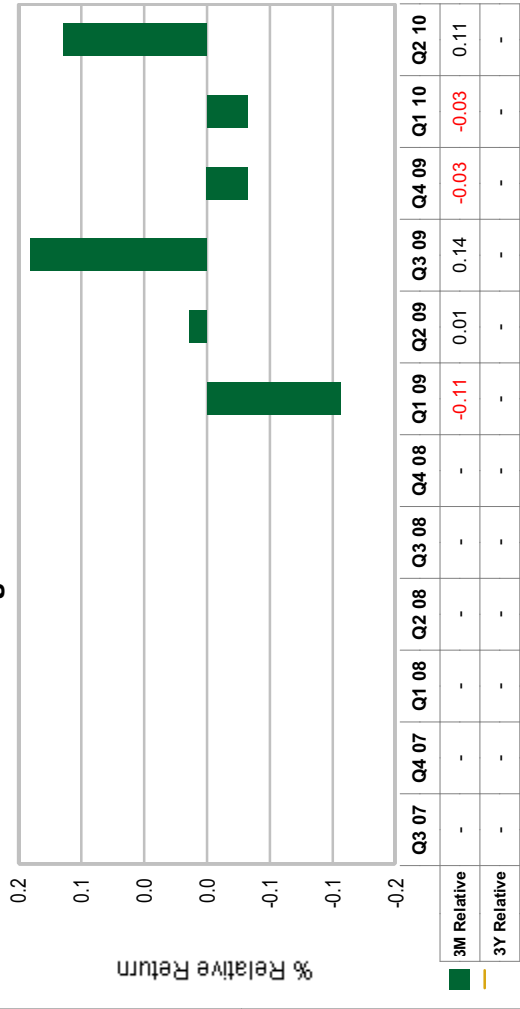 % Relative Return
0.2
0.1
0.0
0.0
-0.1
-0.1
-0.2
Q3 07 Q4 07 Q1 08 Q2 08 Q3 08 Q4 08 Q1 09 Q2 09 Q3 09 Q4 09 Q1 10 Q2 10
3M Relative - - - - - - -0.11 0.01 0.14 -0.03 -0.03 0.11
3Y Relative - - - - - - - - - - - -